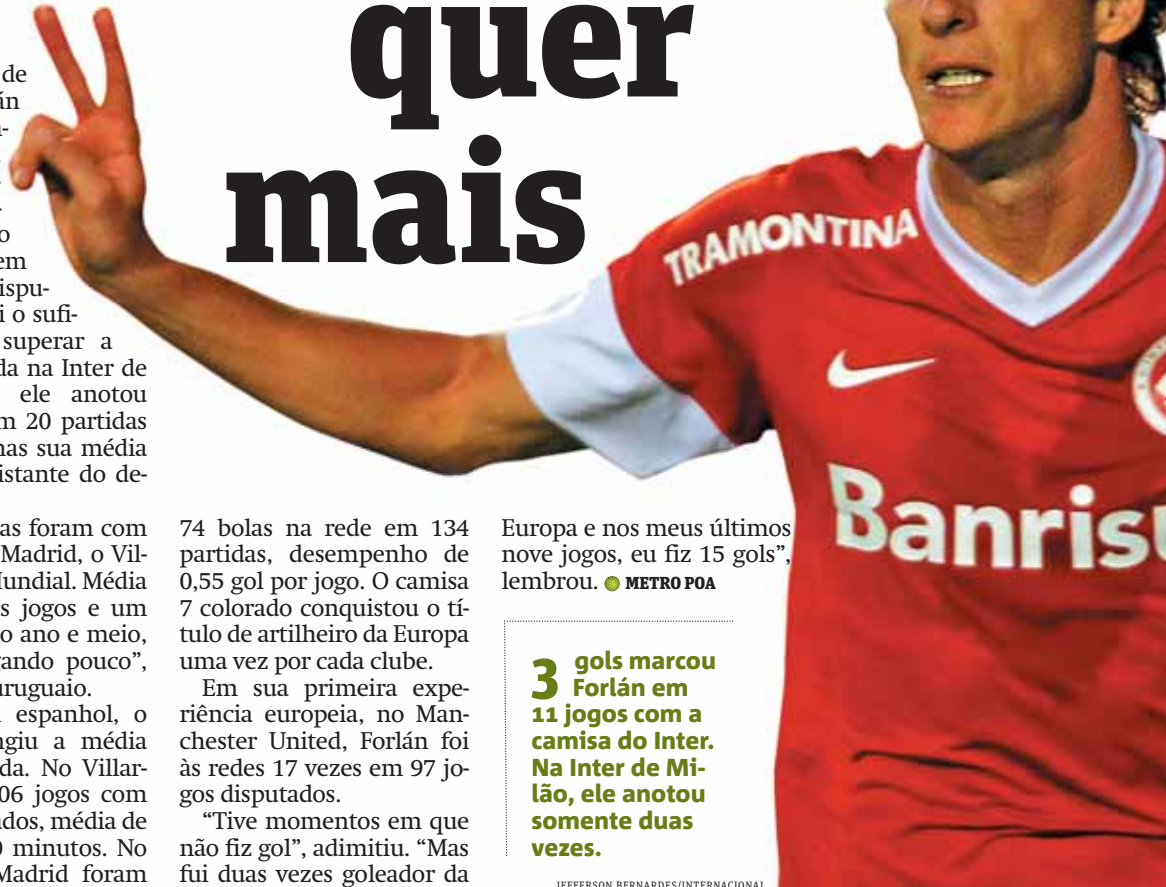 quer
mais
de
án
o
em
ispu-
i o sufi-
superar a
da na Inter de
ele anotou
m 20 partidas
mas sua média
istante do de-
as foram com
Madrid, o Vil-
Mundial. Média
s jogos e um
o ano e meio,
ando pouco”,
uruguaio.
espanhol, o
ngiu a média
da. No Villar-
06 jogos com
dos, média de
0 minutos. No
Madrid foram
74 bolas na rede em 134
partidas, desempenho de
0,55 gol por jogo. O camisa
7 colorado conquistou o tí-
tulo de artilheiro da Europa
uma vez por cada clube.
Em sua primeira expe-
riência europeia, no Man-
chester United, Forlán foi
às redes 17 vezes em 97 jo-
gos disputados.
“Tive momentos em que
não fiz gol”, adimitiu. “Mas
fui duas vezes goleador da
Europa e nos meus últimos
nove jogos, eu fiz 15 gols”,
lembrou. METRO POA
3 gols marcou
Forlán em
11 jogos com a
camisa do Inter.
Na Inter de Mi-
lão, ele anotou
somente duas
vezes.
JEFFERSON BERNARDES/INTERNACIONAL
TRAMONTINA
Banrisu